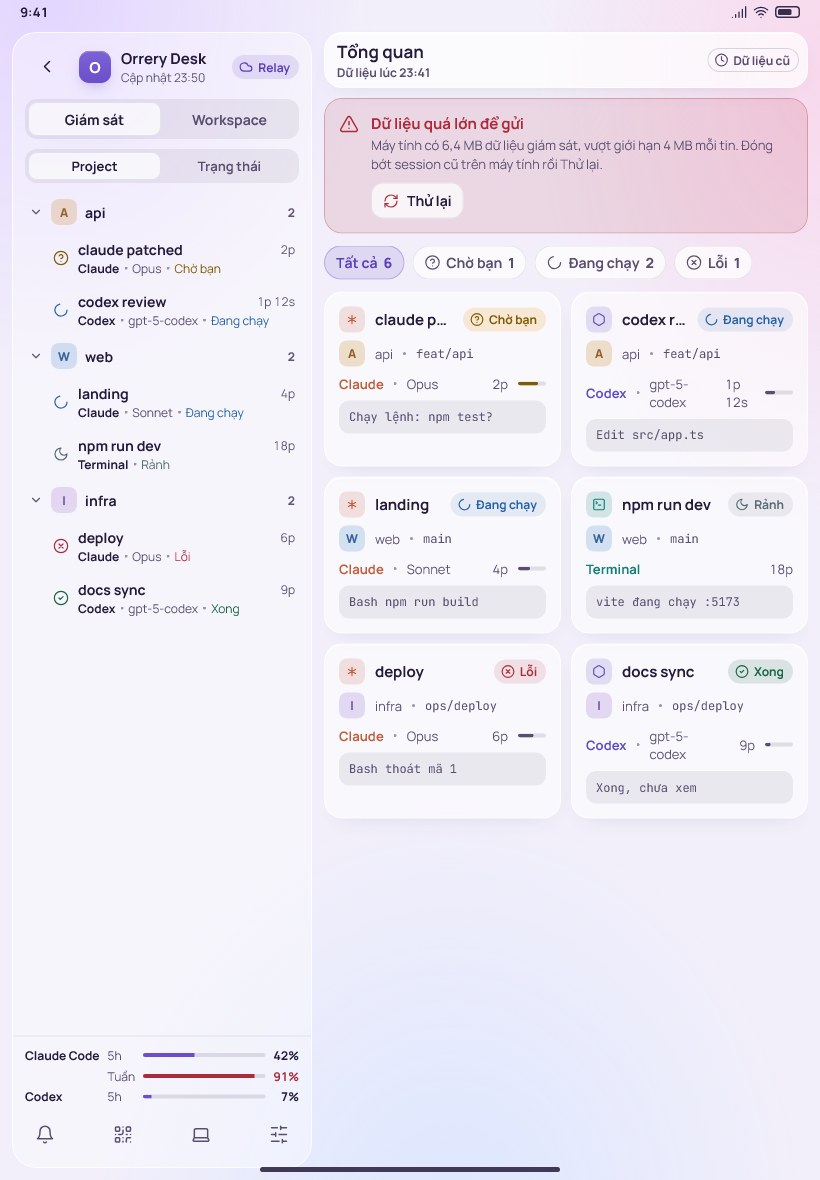 9:41
O
Orrery Desk
Cập nhật 23:50
Relay
Giám sát
Workspace
Project
Trạng thái
A api 2
claude patched 2p
Claude • Opus • Chờ bạn
codex review 1p 12s
Codex • gpt-5-codex • Đang chạy
W web 2
landing 4p
Claude • Sonnet • Đang chạy
npm run dev 18p
Terminal • Rảnh
I infra 2
deploy 6p
Claude • Opus • Lỗi
docs sync 9p
Codex • gpt-5-codex • Xong
Claude Code 5h 42%
Tuần 91%
Codex 5h 7%
Tổng quan
Dữ liệu lúc 23:41
Dữ liệu cũ
Dữ liệu quá lớn để gửi
Máy tính có 6,4 MB dữ liệu giám sát, vượt giới hạn 4 MB mỗi tin. Đóng
bớt session cũ trên máy tính rồi Thử lại.
Thử lại
Tất cả 6
Chờ bạn 1
Đang chạy 2
Lỗi 1
claude p... Chờ bạn
A api • feat/api
Claude • Opus 2p
Chạy lệnh: npm test?
codex r... Đang chạy
A api • feat/api
Codex • gpt-5-
codex
1p
12s
Edit src/app.ts
landing Đang chạy
W web • main
Claude • Sonnet 4p
Bash npm run build
npm run dev Rảnh
W web • main
Terminal 18p
vite đang chạy :5173
deploy Lỗi
I infra • ops/deploy
Claude • Opus 6p
Bash thoát mã 1
docs sync Xong
I infra • ops/deploy
Codex • gpt-5-
codex
9p
Xong, chưa xem